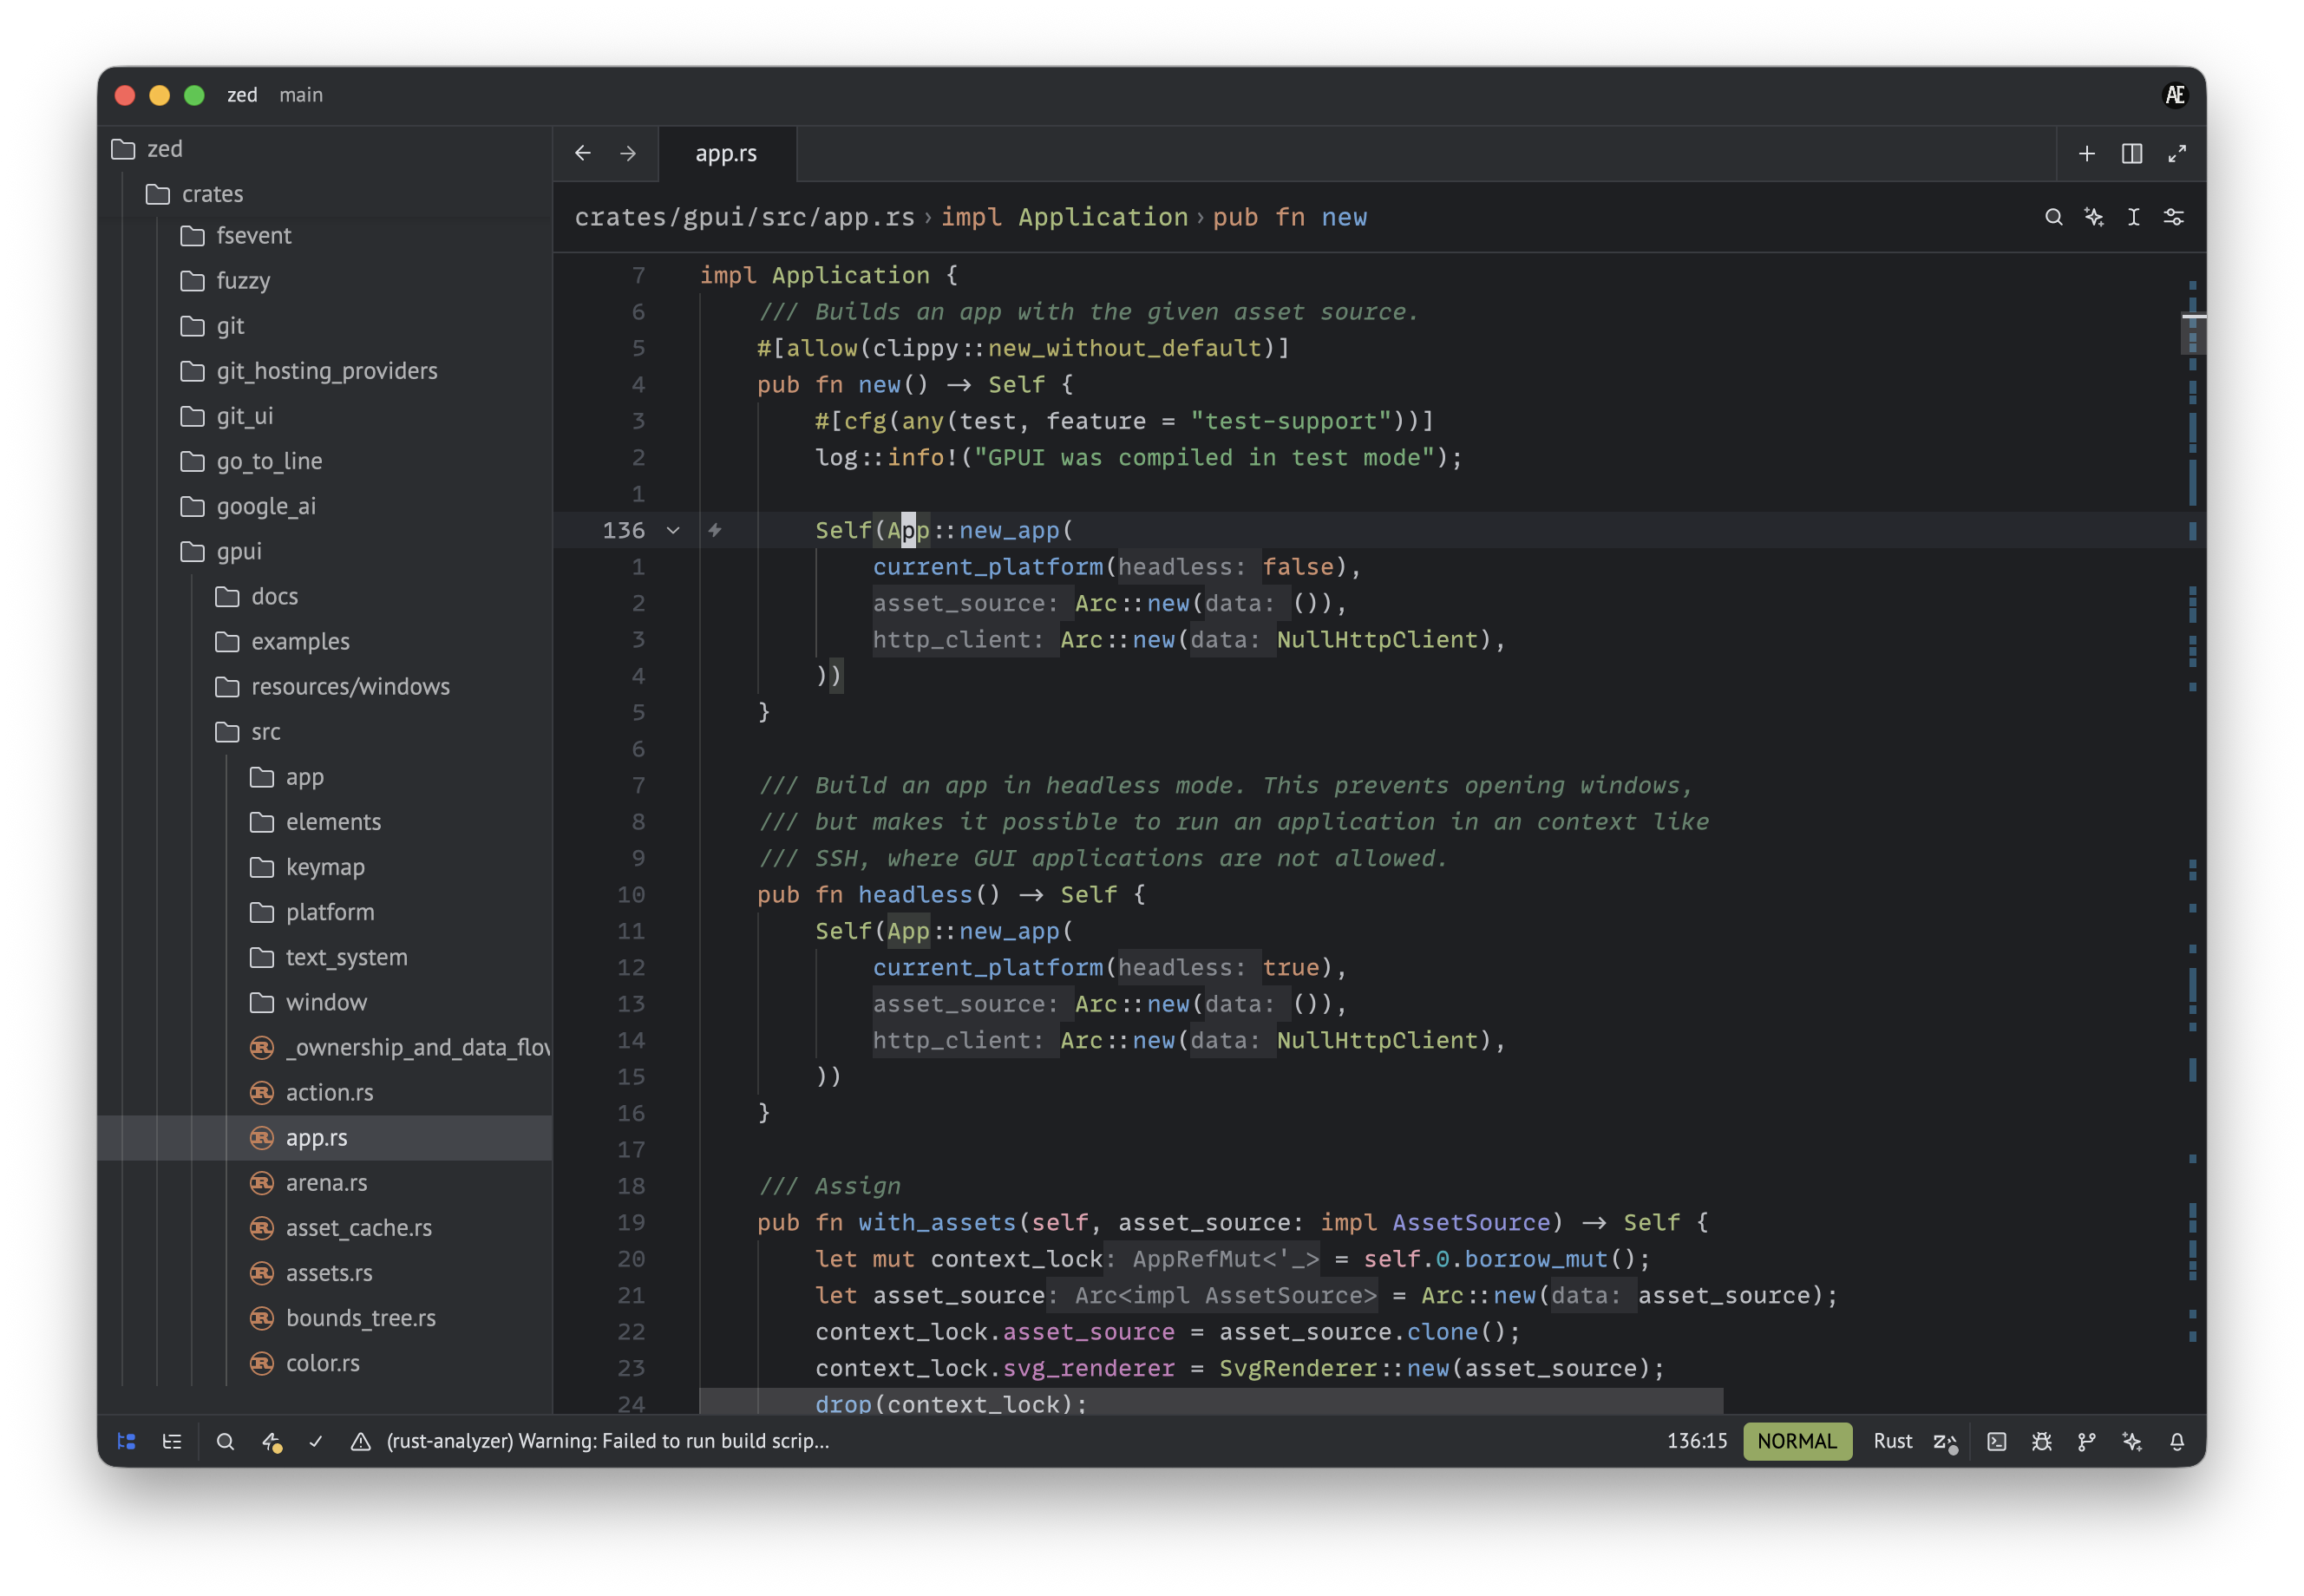 zed main
AE
zed
crates
fsevent
fuzzy
git
git_hosting_providers
git_ui
go_to_line
google_ai
gpui
docs
examples
resources/windows
src
app
elements
keymap
platform
text_system
window
_ownership_and_data_flov
action.rs
app.rs
arena.rs
asset_cache.rs
assets.rs
bounds_tree.rs
color.rs
app.rs
crates/gpui/src/app.rs › impl Application › pub fn new
7 impl Application {
6 /// Builds an app with the given asset source.
5 #[allow(clippy::new_without_default)]
4 pub fn new() → Self {
3 #[cfg(any(test, feature = "test-support"))]
2 log::info!("GPUI was compiled in test mode");
1
136 Self(App::new_app(
1 current_platform(headless: false),
2 asset_source: Arc::new(data: ()),
3 http_client: Arc::new(data: NullHttpClient),
4 ))
5 }
6
7 /// Build an app in headless mode. This prevents opening windows,
8 /// but makes it possible to run an application in an context like
9 /// SSH, where GUI applications are not allowed.
10 pub fn headless() → Self {
11 Self(App::new_app(
12 current_platform(headless: true),
13 asset_source: Arc::new(data: ()),
14 http_client: Arc::new(data: NullHttpClient),
15 ))
16 }
17
18 /// Assign
19 pub fn with_assets(self, asset_source: impl AssetSource) → Self {
20 let mut context_lock: AppRefMut<'_> = self.0.borrow_mut();
21 let asset_source: Arc<impl AssetSource> = Arc::new(data: asset_source);
22 context_lock.asset_source = asset_source.clone();
23 context_lock.svg_renderer = SvgRenderer::new(asset_source);
24 drop(context_lock);
(rust-analyzer) Warning: Failed to run build scrip...
136:15 NORMAL Rust